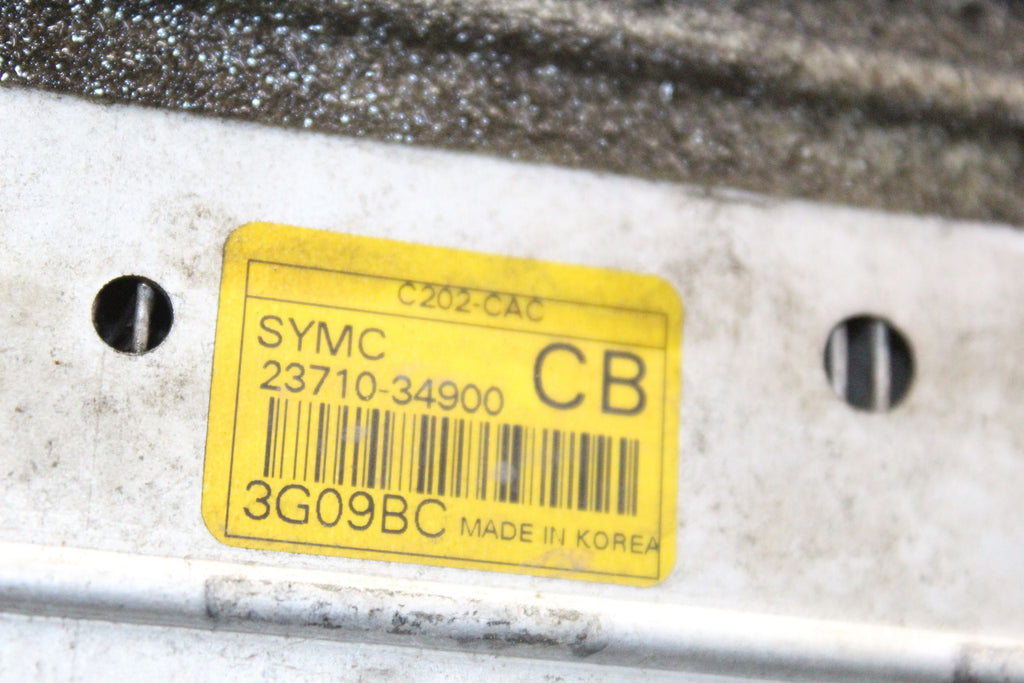 C202-CAC
SYMC
23710-34900
CB
3G09BC
MADE IN KOREA